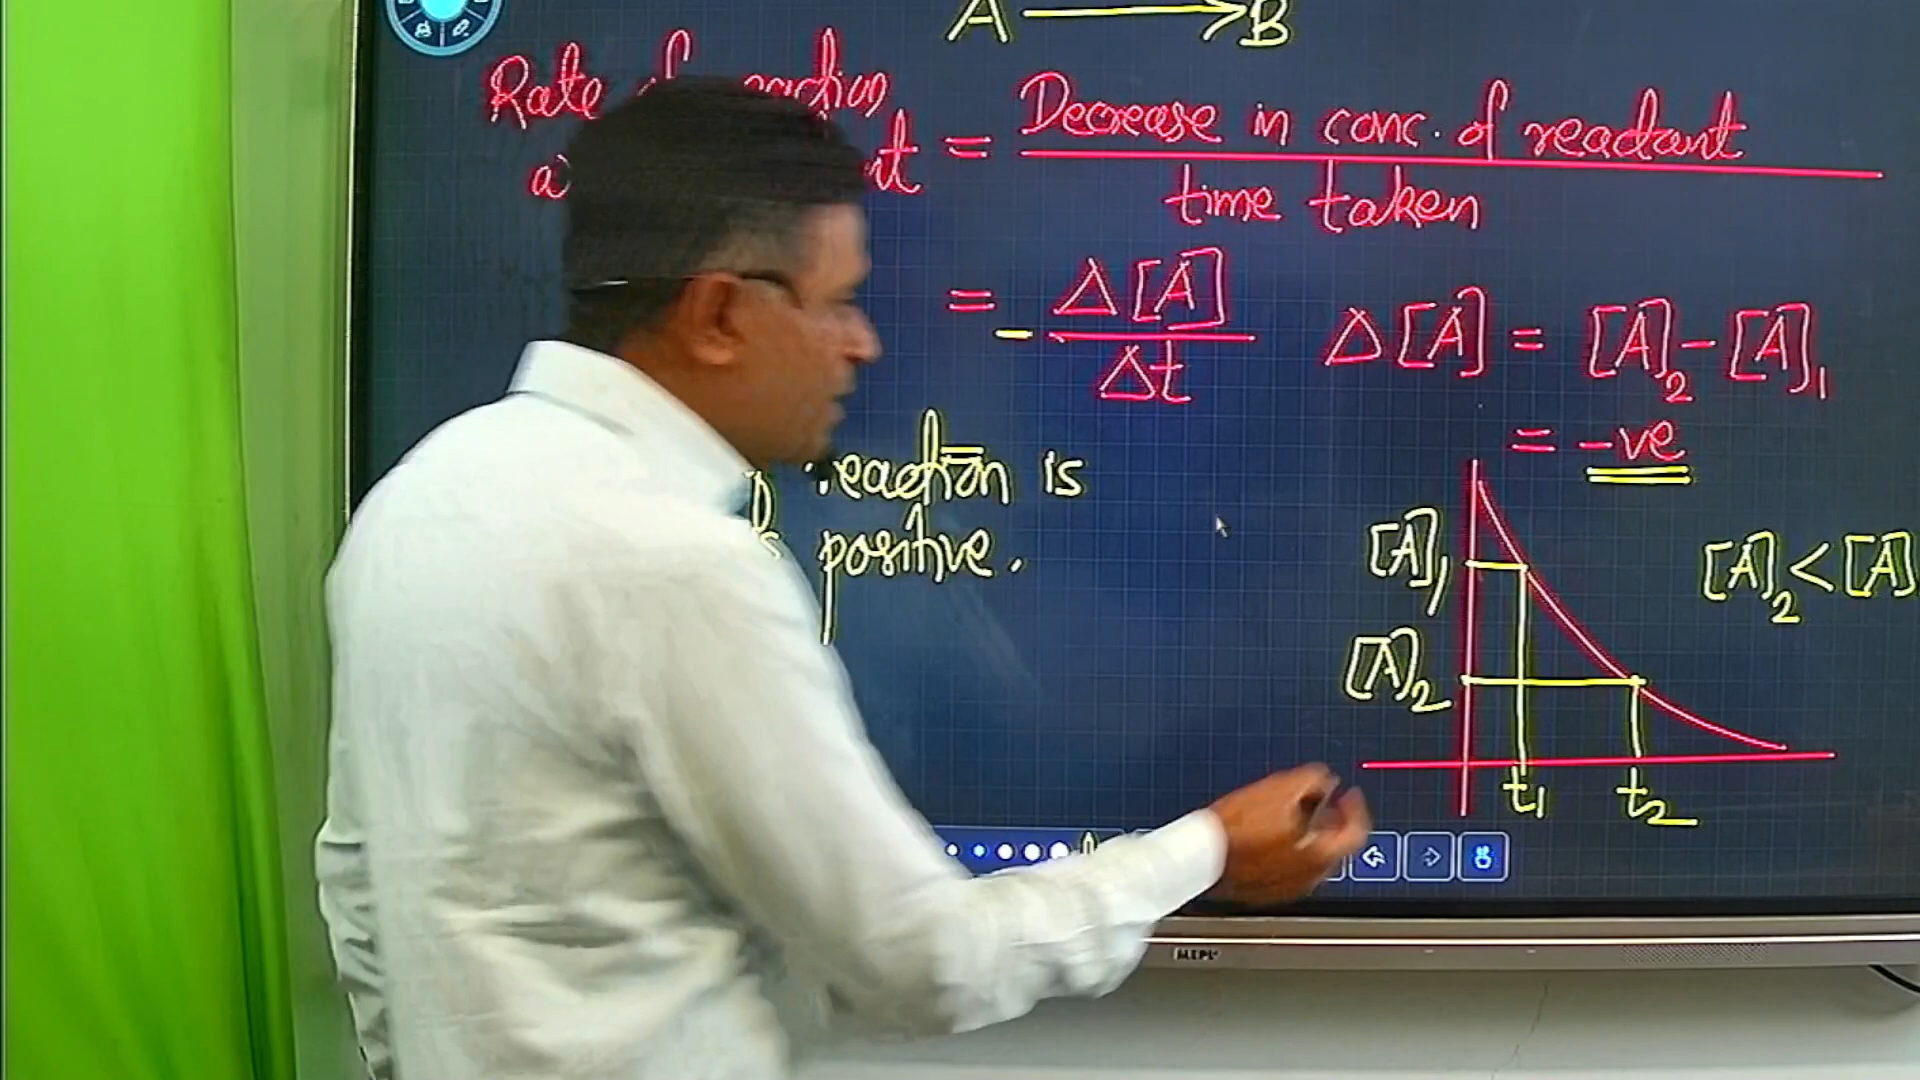 A → B
Rate = Decrease in conc. of reactant
time taken
= - Δ[A] / Δt
Δ[A] = [A]₂ - [A]₁
= -ve
reaction is
positive.
[A]₁
[A]₂ < [A]
[A]₂
t₁ t₂